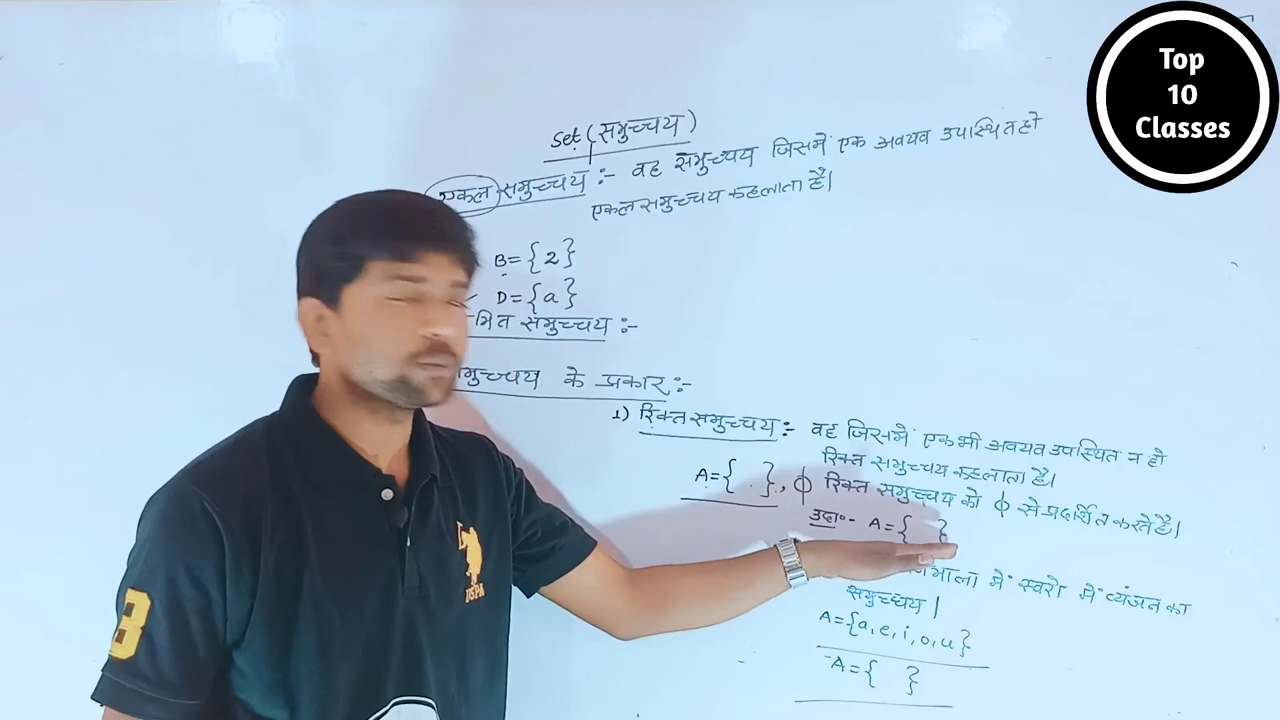 Top
10
Classes
Set (समुच्चय)
एकल समुच्चय :- वह समुच्चय जिसमें एक अवयव उपस्थित हो
एकल समुच्चय कहलाता है।
B = { 2 }
D = { a }
मित समुच्चय :-
मुच्चय के प्रकार :-
1) रिक्त समुच्चय :- वह जिसमें एक भी अवयव उपस्थित न हो
रिक्त समुच्चय कहलाता है।
A = { . } , ϕ रिक्त समुच्चय को ϕ से प्रदर्शित करते है।
उदा०- A = { }
माला में स्वरो में व्यंजन का
समुच्चय |
A = {a, e, i, o, u}
A = { }
USPA
3